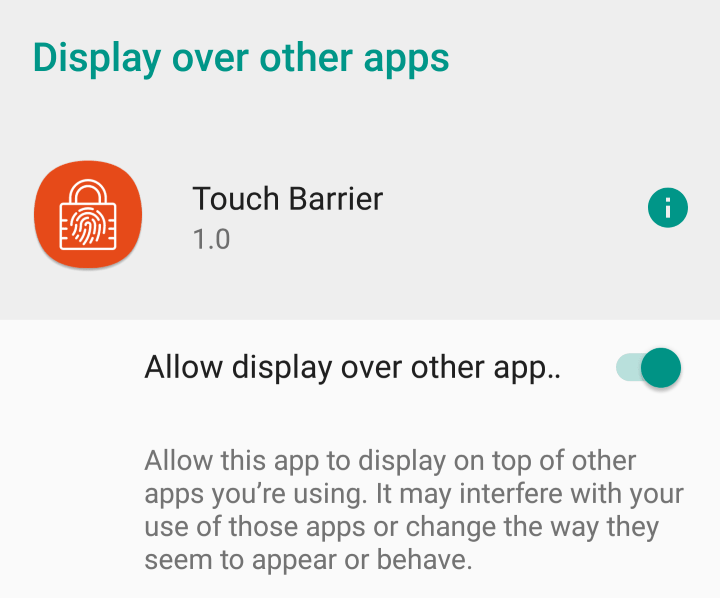 Display over other apps
Touch Barrier
1.0
Allow display over other app..
Allow this app to display on top of other
apps you’re using. It may interfere with your
use of those apps or change the way they
seem to appear or behave.